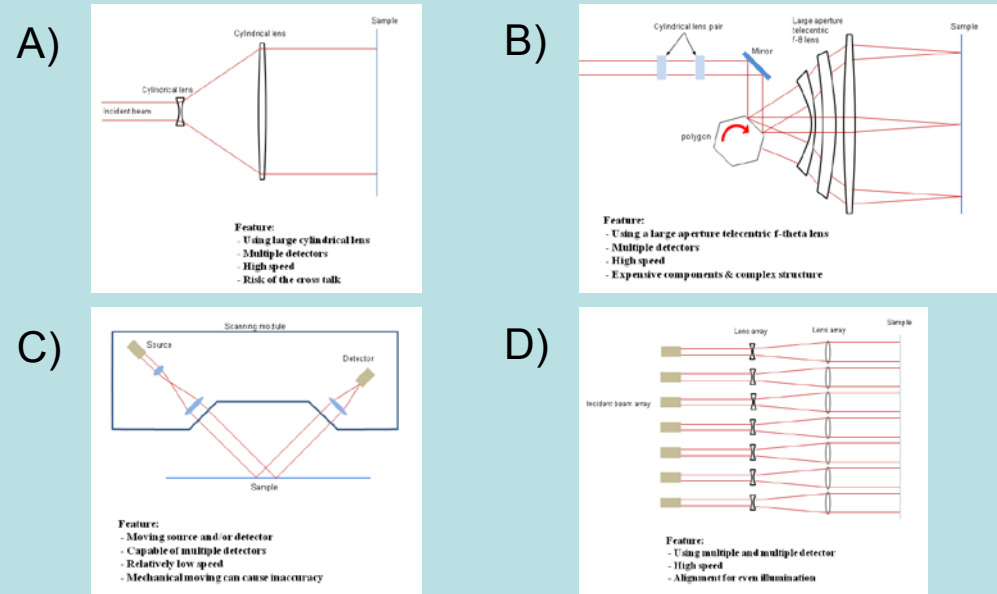 A)
Sample
Cylindrical lens
Cylindrical lens
Incident beam
Feature:
- Using large cylindrical lens
- Multiple detectors
- High speed
- Risk of the cross talk
B)
Cylindrical lens pair
Mirror
Large aperture
telecentric
f-θ lens
Sample
polygon
Feature:
- Using a large aperture telecentric f-theta lens
- Multiple detectors
- High speed
- Expensive components & complex structure
C)
Scanning module
Source
Detector
Sample
Feature:
- Moving source and/or detector
- Capable of multiple detectors
- Relatively low speed
- Mechanical moving can cause inaccuracy
D)
Lens array
Lens array
Sample
Incident beam array
Feature:
- Using multiple and multiple detector
- High speed
- Alignment for even illumination